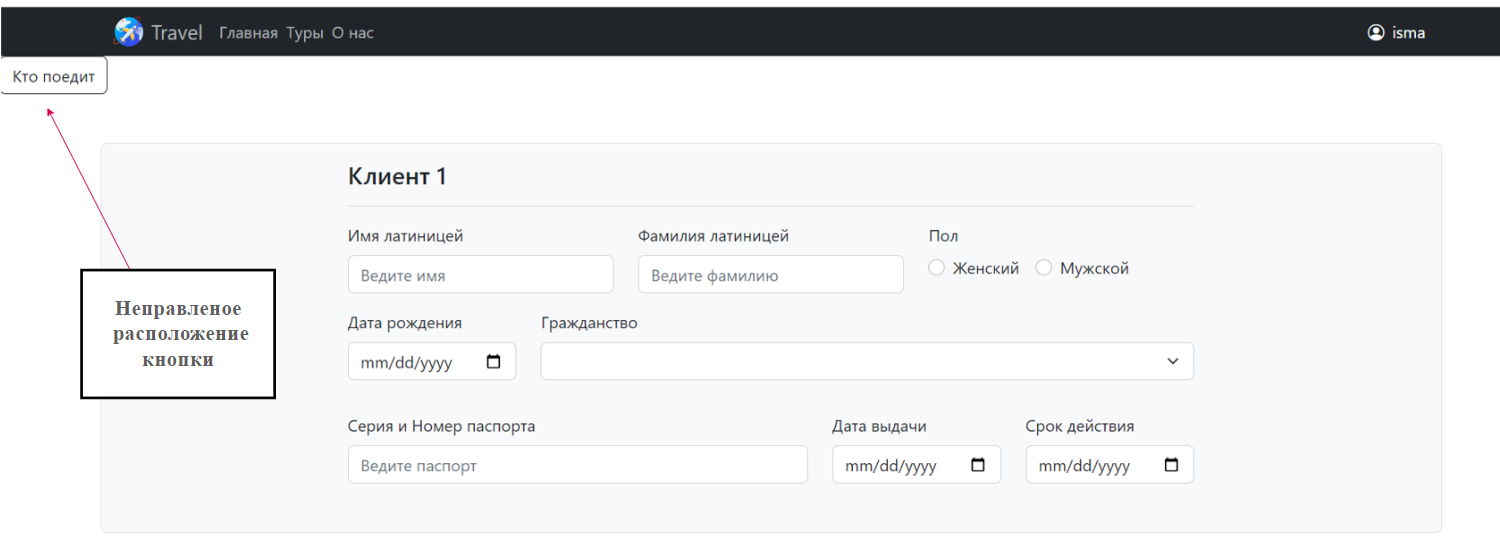 Travel Главная Туры О нас isma
Кто поедит
Клиент 1
Имя латиницей Фамилия латиницей Пол
Ведите имя Ведите фамилию Женский Мужской
Неправленое
расположение
кнопки
Дата рождения Гражданство
mm/dd/yyyy
Серия и Номер паспорта Дата выдачи Срок действия
Ведите паспорт mm/dd/yyyy mm/dd/yyyy